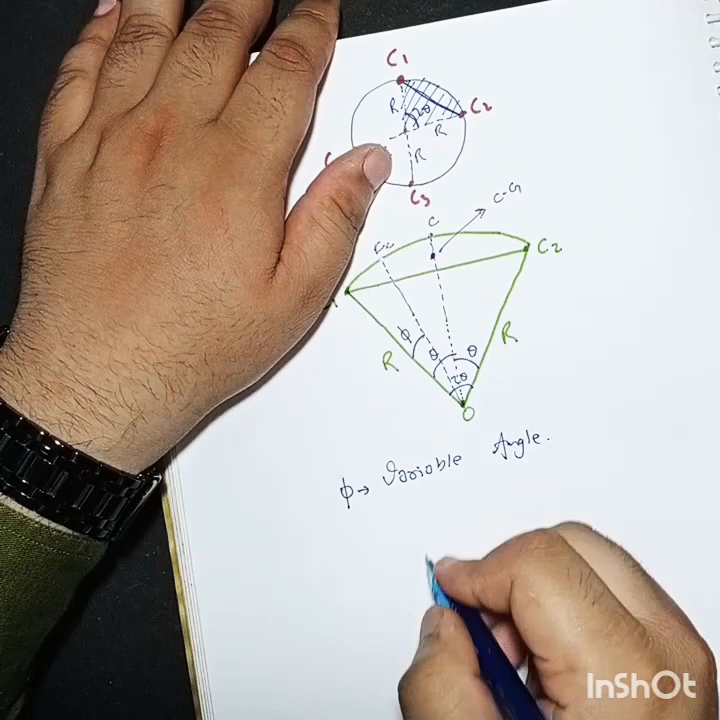 C1
R 2θ C2
R
R
C3
C C-G
C2
φ θ θ
R 2θ R
O
φ→ Variable Angle.
InShOt